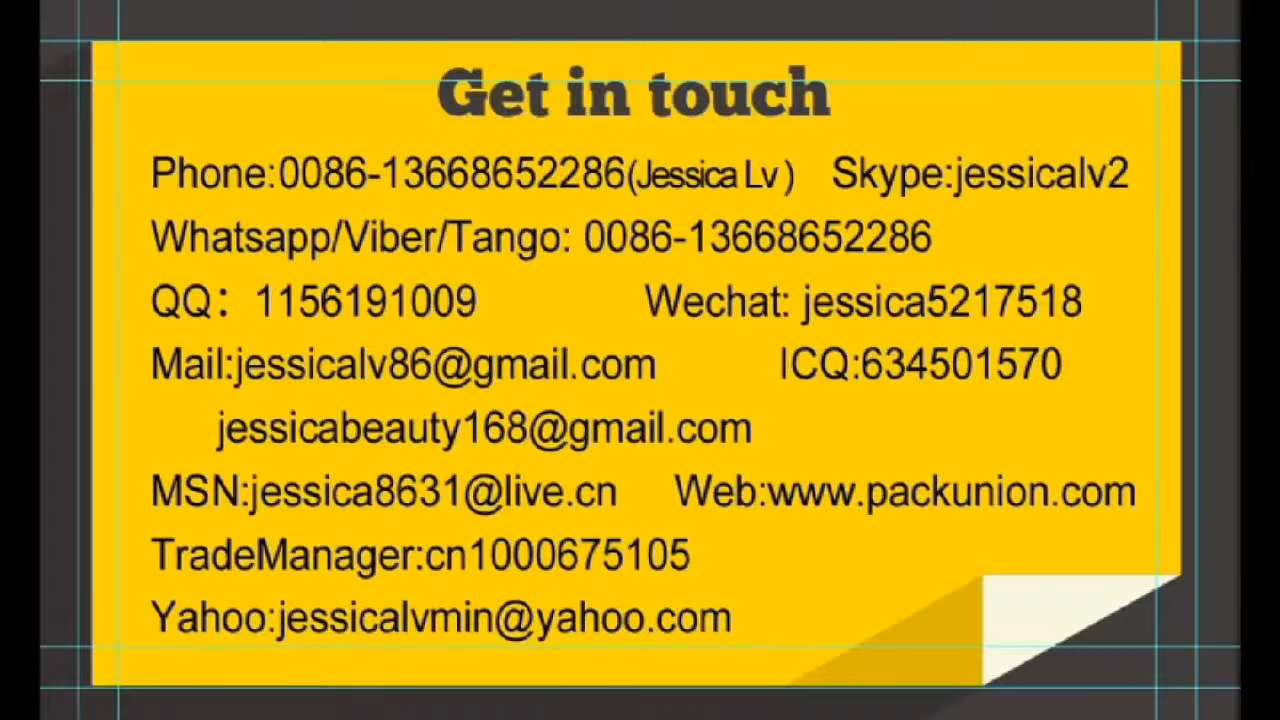 Get in touch
Phone:0086-13668652286(Jessica Lv) Skype:jessicalv2
Whatsapp/Viber/Tango: 0086-13668652286
QQ：1156191009 Wechat: jessica5217518
Mail:jessicalv86@gmail.com ICQ:634501570
jessicabeauty168@gmail.com
MSN:jessica8631@live.cn Web:www.packunion.com
TradeManager:cn1000675105
Yahoo:jessicalvmin@yahoo.com